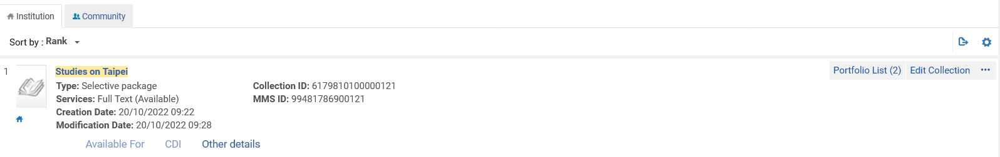 Institution Community
Sort by : Rank
1 Studies on Taipei Portfolio List (2) Edit Collection
Type: Selective package Collection ID: 6179810100000121
Services: Full Text (Available) MMS ID: 99481786900121
Creation Date: 20/10/2022 09:22
Modification Date: 20/10/2022 09:28
Available For CDI Other details